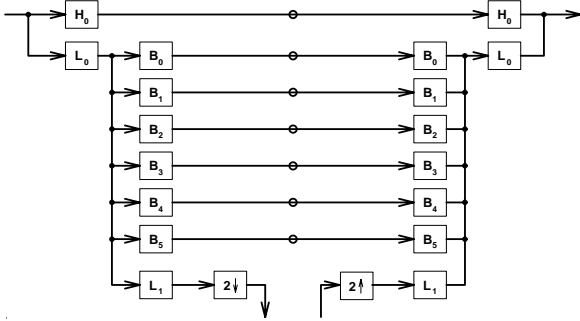 H₀ H₀
L₀ L₀
B₀ B₀
B₁ B₁
B₂ B₂
B₃ B₃
B₄ B₄
B₅ B₅
L₁ 2↓ 2↑ L₁